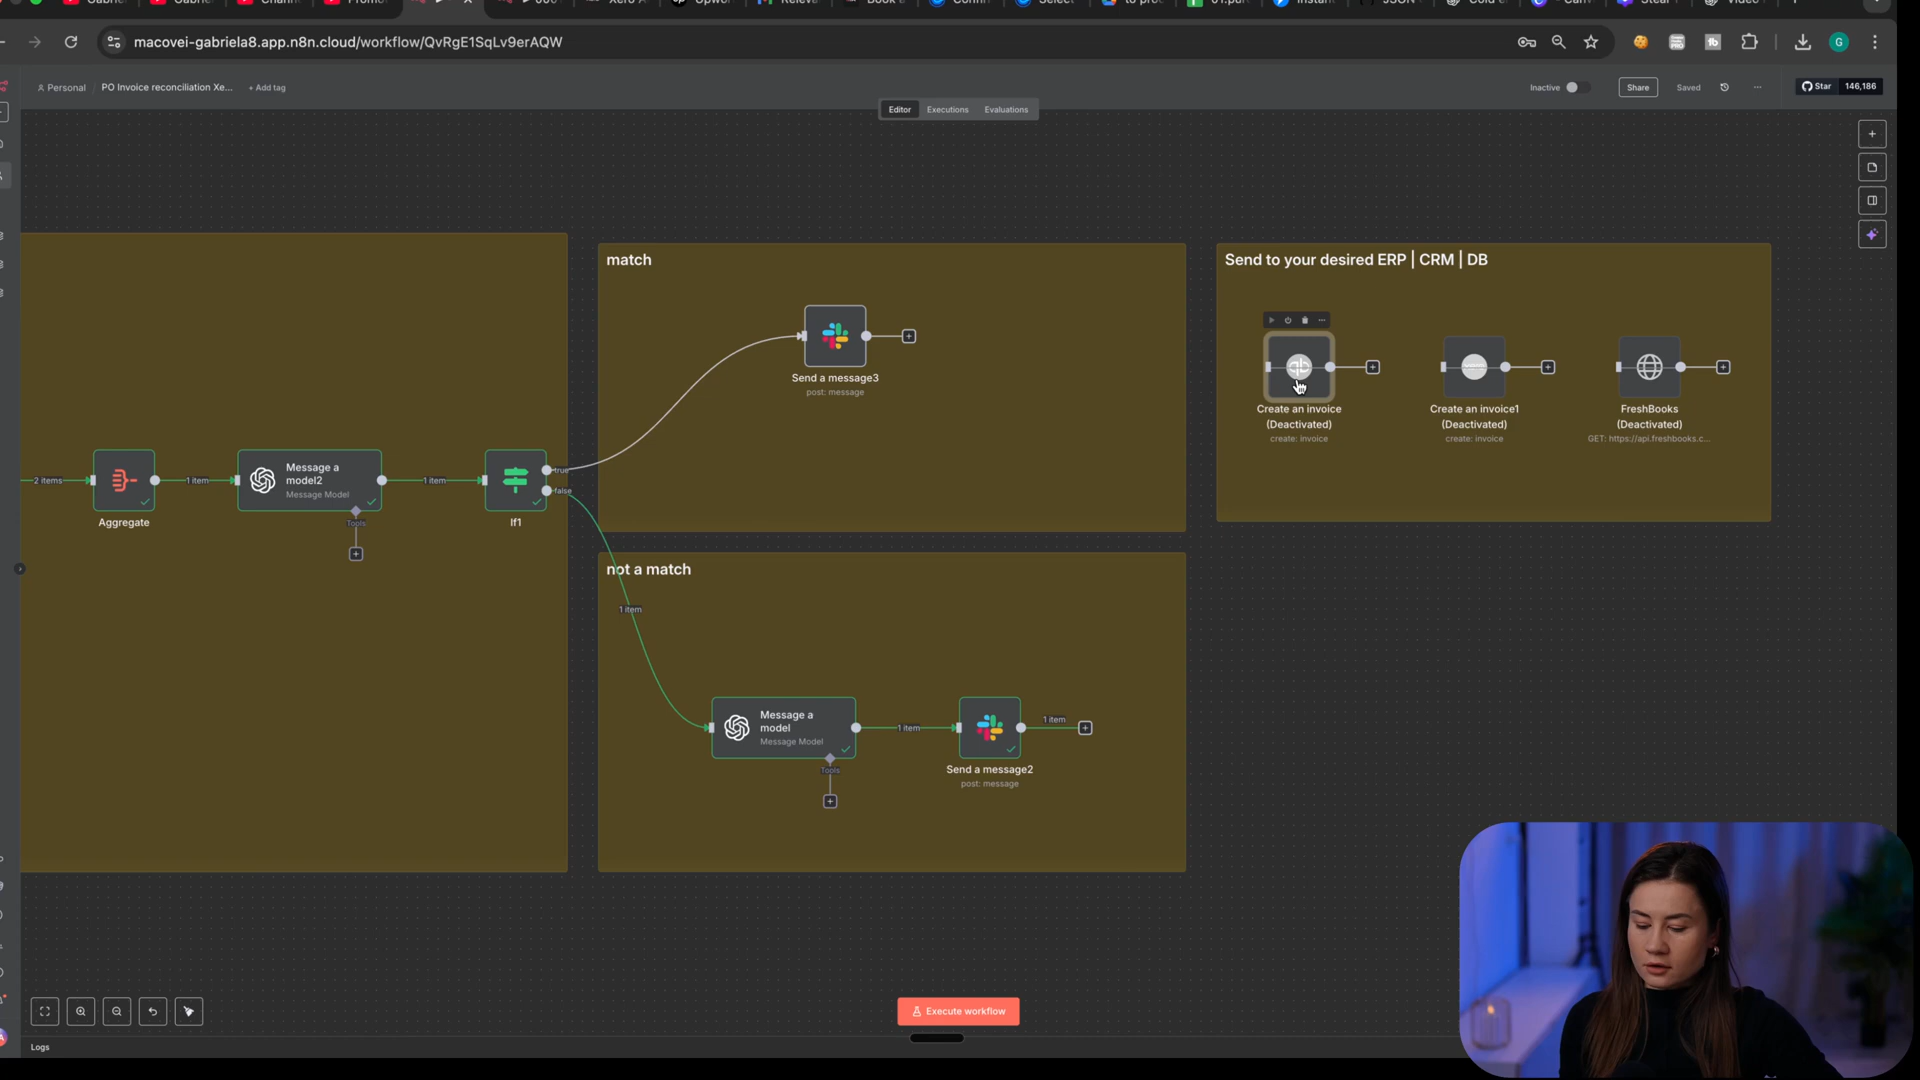 macovei-gabriela8.app.n8n.cloud/workflow/QvRgE1SqLv9erAQW
G
Personal / PO Invoice reconciliation Xe... + Add tag
Inactive
Share
Saved
Star 146,186
Editor Executions Evaluations
match
Send to your desired ERP | CRM | DB
Send a message3
post: message
Create an invoice
(Deactivated)
create: invoice
Create an invoice1
(Deactivated)
create: invoice
FreshBooks
(Deactivated)
GET: https://api.freshbooks.c...
2 items
Aggregate
1 item
Message a
model2
Message Model
Tools
1 item
If1
true
false
not a match
1 item
Message a
model
Message Model
Tools
1 item
Send a message2
post: message
1 item
Execute workflow
Logs